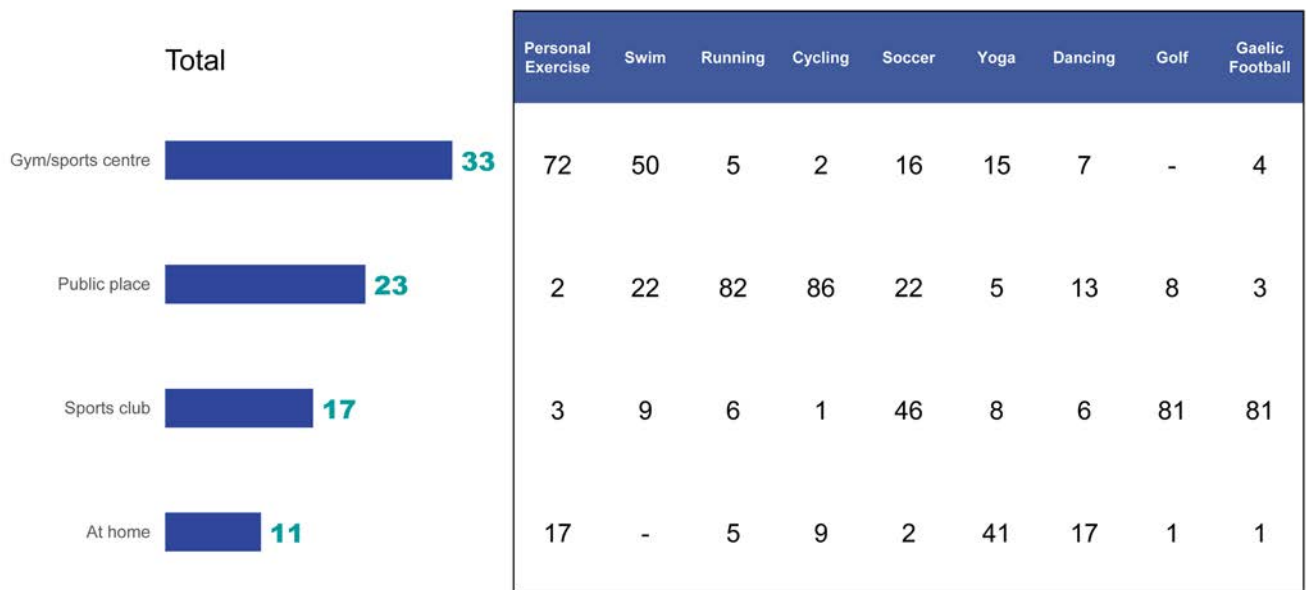 Total
Personal Exercise Swim Running Cycling Soccer Yoga Dancing Golf Gaelic Football
Gym/sports centre 33 72 50 5 2 16 15 7 - 4
Public place 23 2 22 82 86 22 5 13 8 3
Sports club 17 3 9 6 1 46 8 6 81 81
At home 11 17 - 5 9 2 41 17 1 1